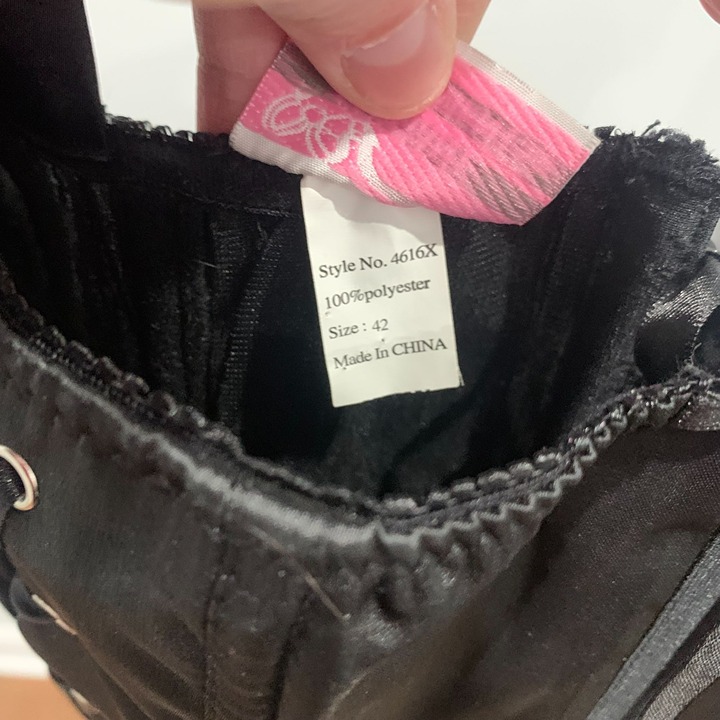 Style No. 4616X
100%polyester
Size : 42
Made In CHINA